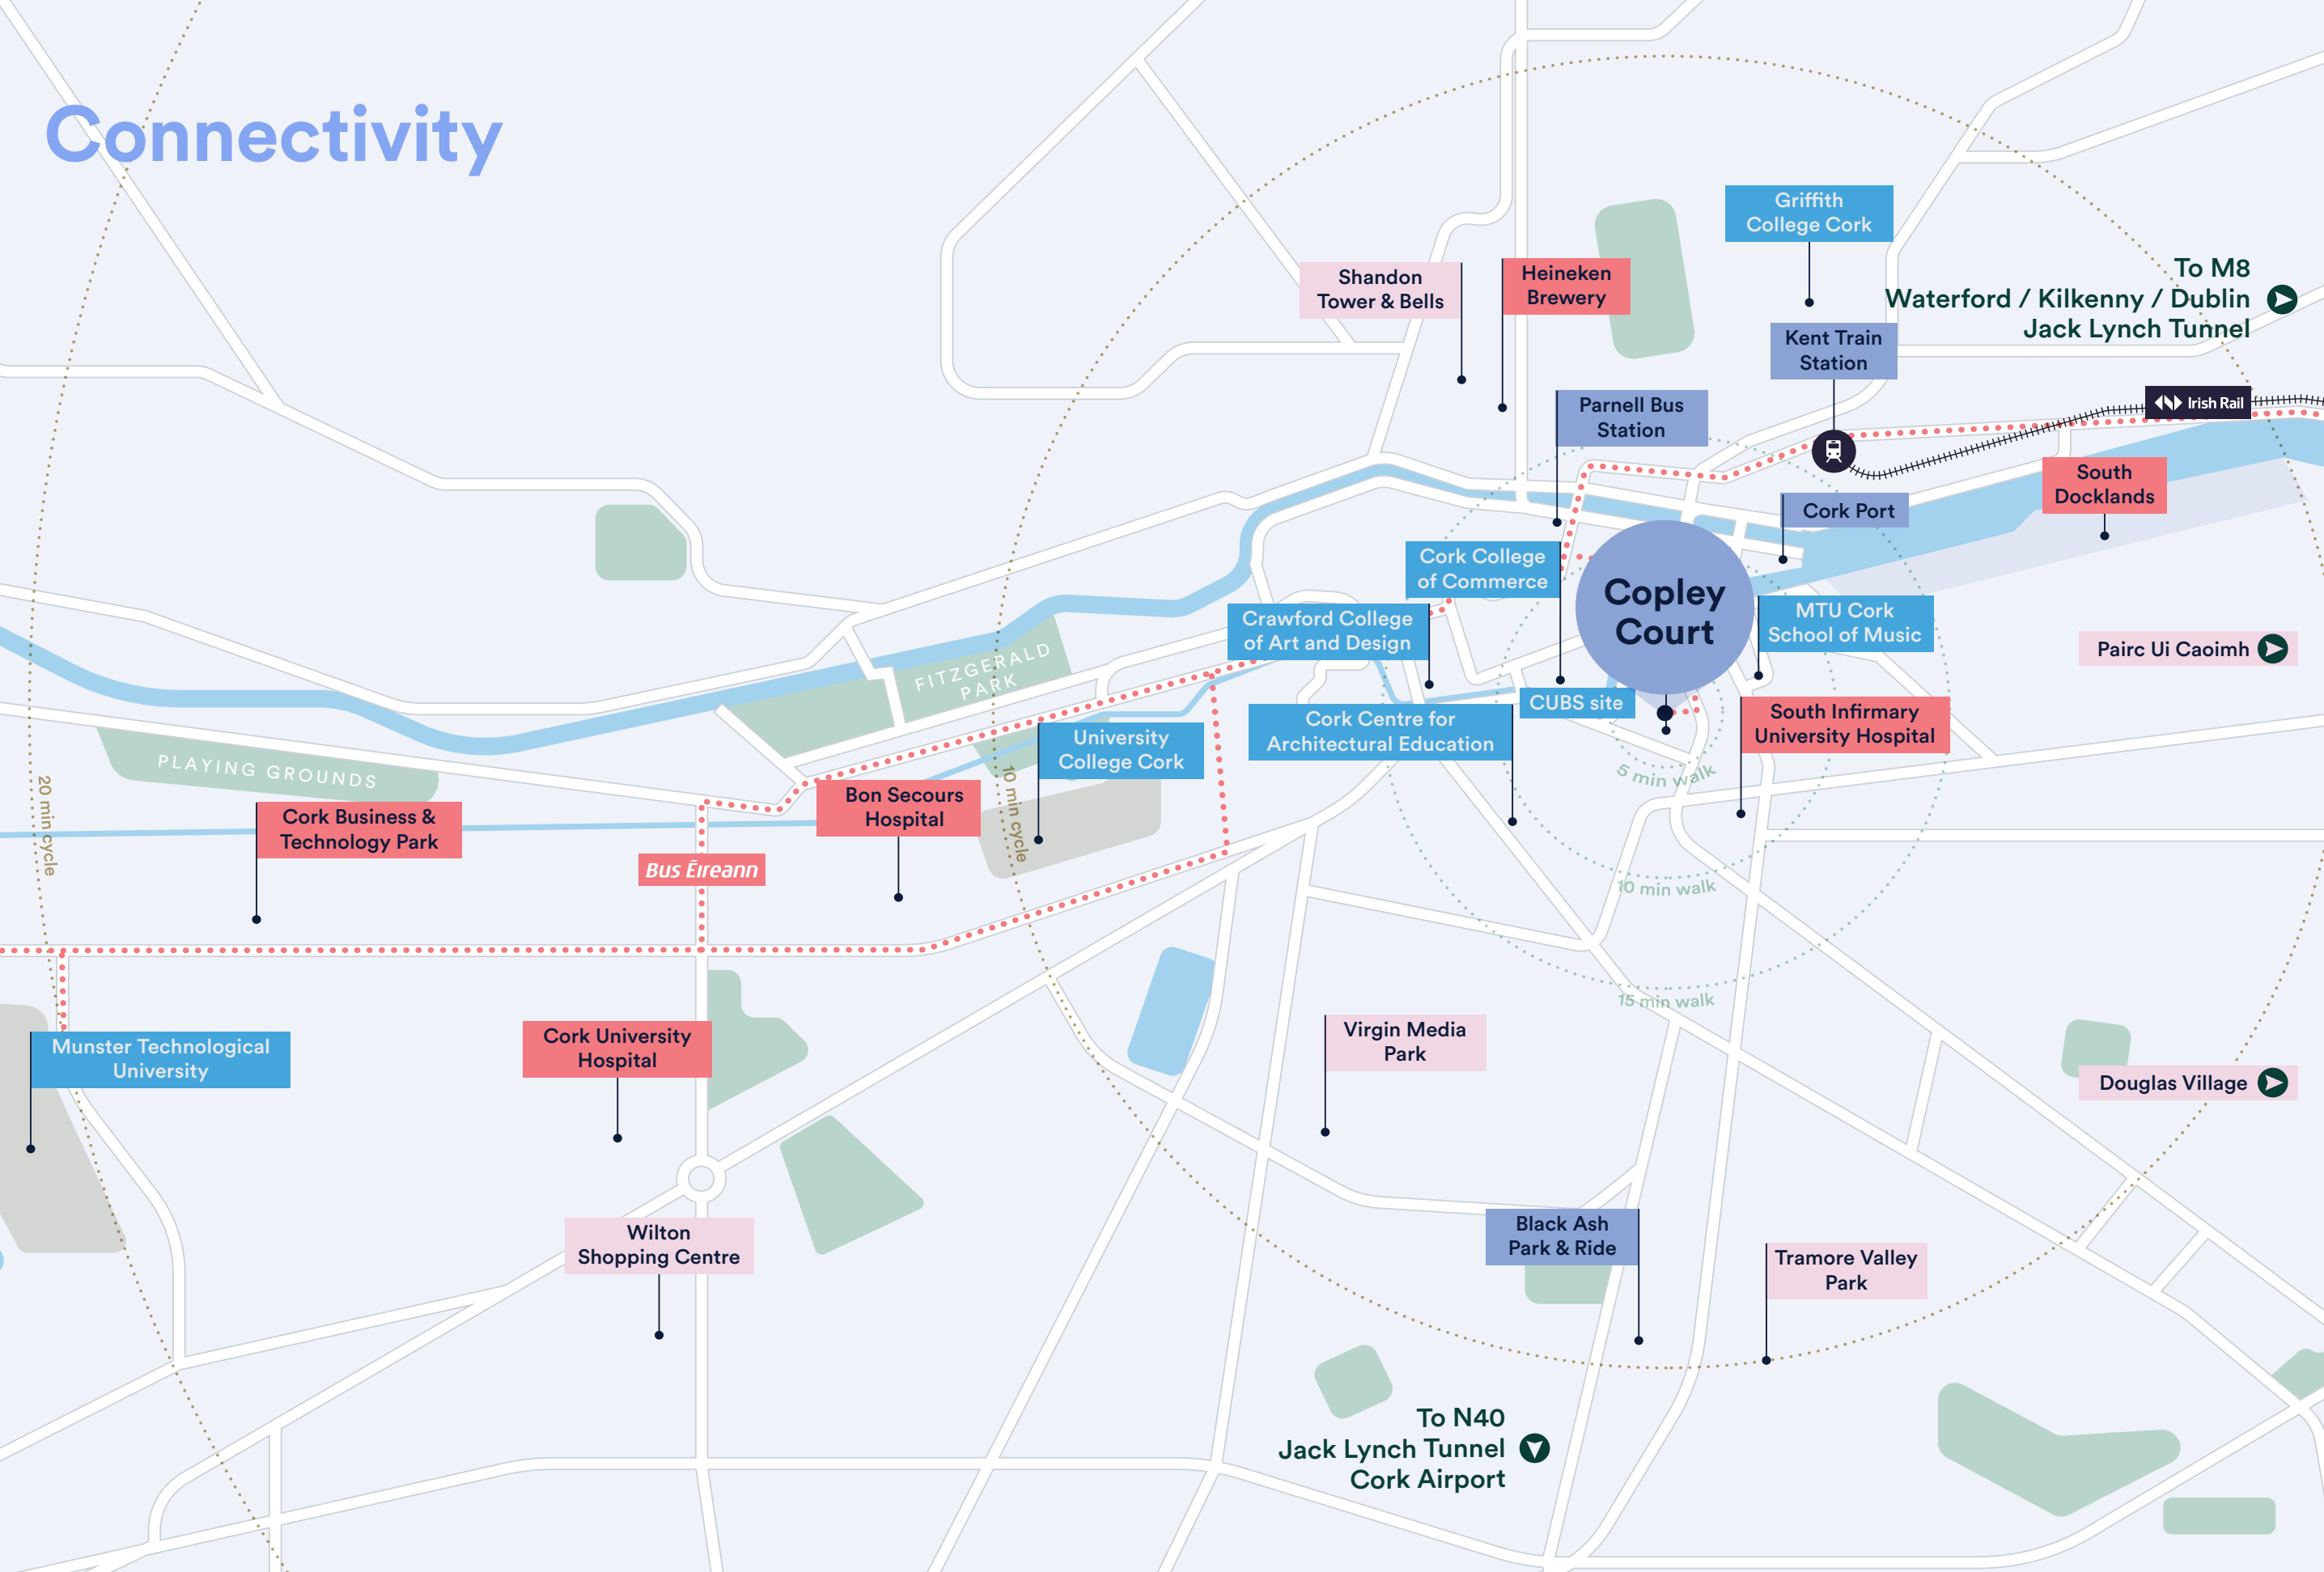 Connectivity
Griffith
College Cork
To M8
Waterford / Kilkenny / Dublin
Jack Lynch Tunnel
Shandon
Tower & Bells
Heineken
Brewery
Kent Train
Station
Irish Rail
Parnell Bus
Station
South
Docklands
Cork Port
Cork College
of Commerce
Copley
Court
Crawford College
of Art and Design
MTU Cork
School of Music
Pairc Ui Caoimh
FITZGERALD
PARK
CUBS site
Cork Centre for
Architectural Education
South Infirmary
University Hospital
University
College Cork
PLAYING GROUNDS
5 min walk
Bon Secours
Hospital
10 min cycle
20 min cycle
Cork Business &
Technology Park
Bus Ēireann
10 min walk
15 min walk
Munster Technological
University
Cork University
Hospital
Virgin Media
Park
Douglas Village
Wilton
Shopping Centre
Black Ash
Park & Ride
Tramore Valley
Park
To N40
Jack Lynch Tunnel
Cork Airport